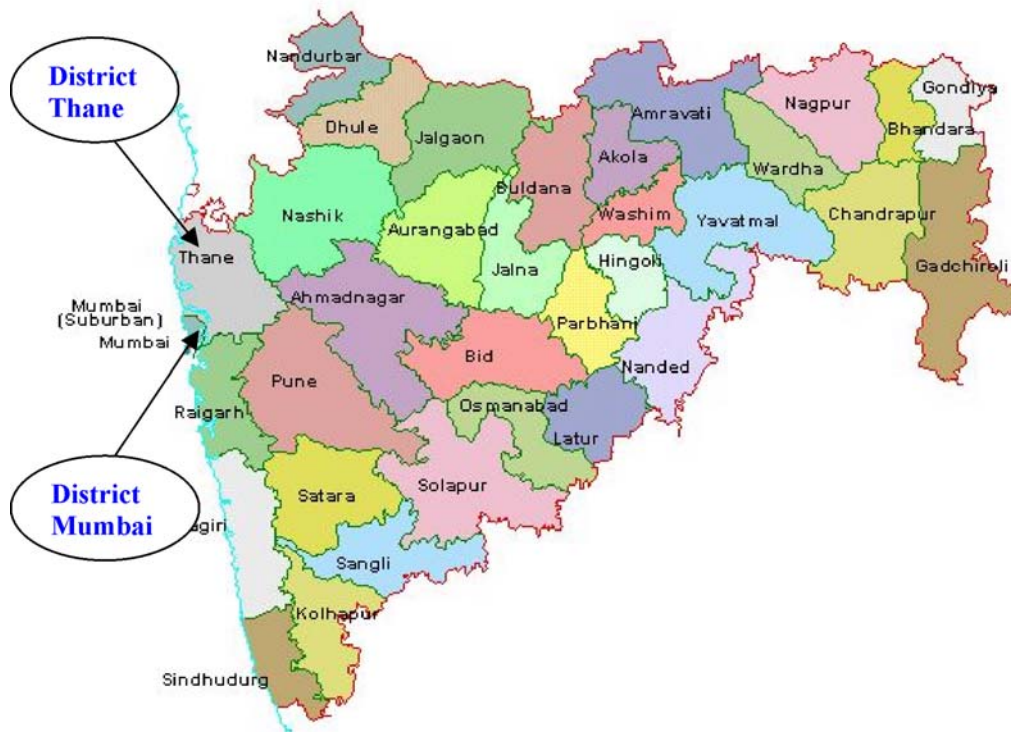 Nandurbar
District
Thane
Dhule
Jalgaon
Amravati
Nagpur
Gondiya
Bhandara
Akola
Wardha
Buldana
Nashik
Aurangabad
Washim
Yavatmal
Chandrapur
Thane
Jalna
Hingoli
Gadchiroli
Ahmadnagar
Mumbai
(Suburban)
Mumbai
Parbhani
Bid
Nanded
Pune
Osmanabad
Raigarh
Latur
Solapur
Satara
District
Mumbai
agiri
Sangli
Kolhapur
Sindhudurg